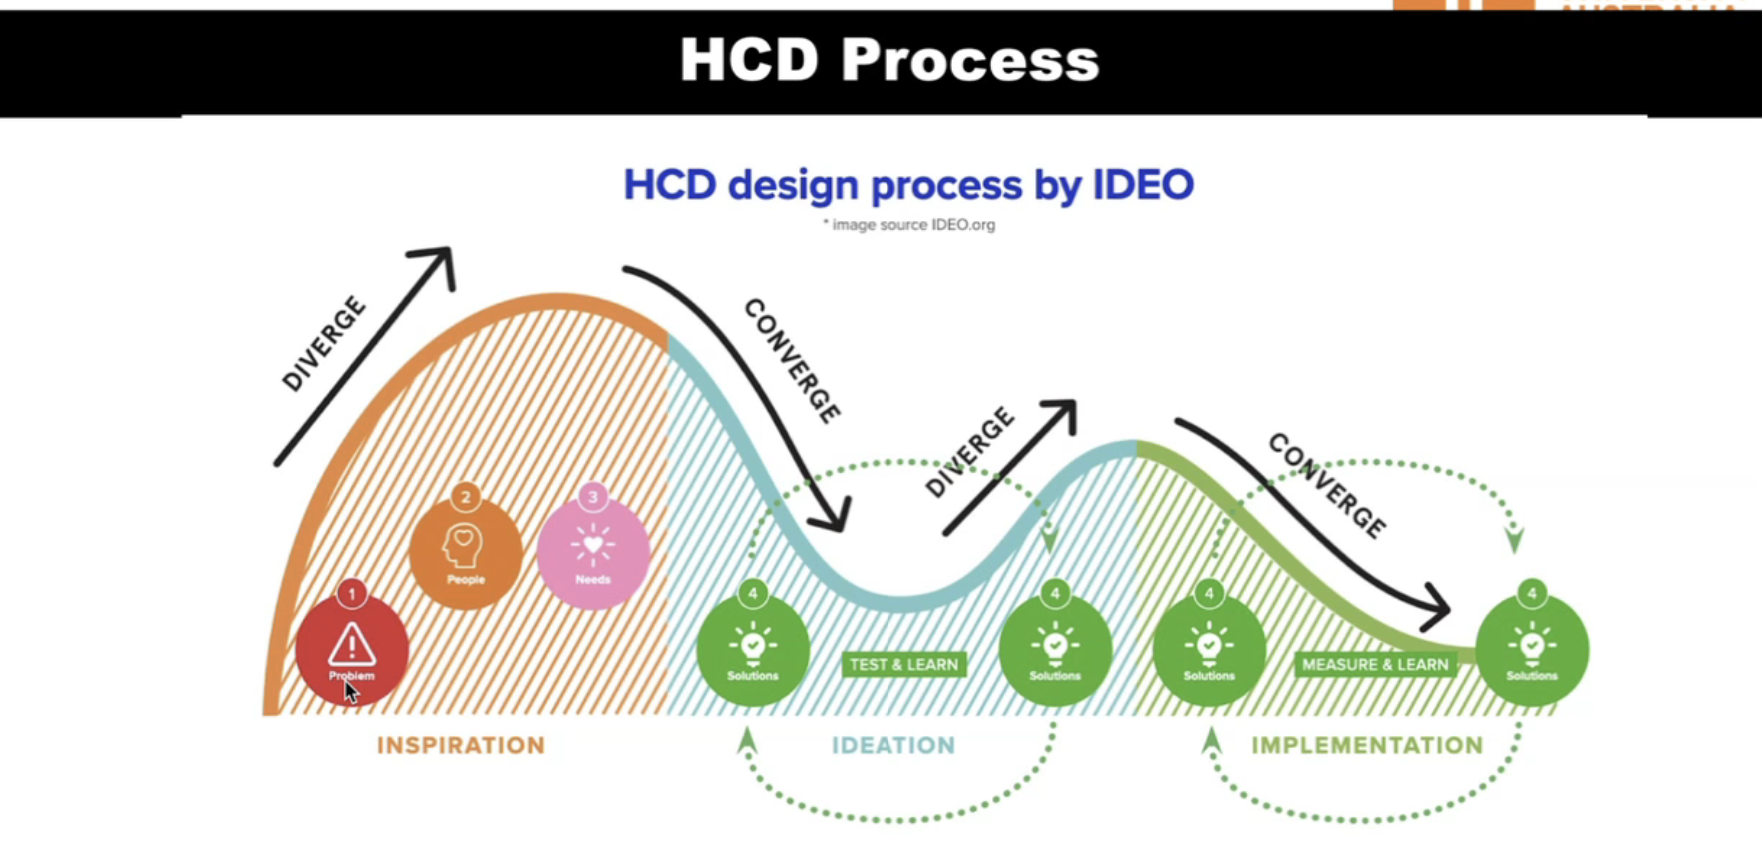 AUSTRALIA
HCD Process
HCD design process by IDEO
* image source IDEO.org
DIVERGE
CONVERGE
DIVERGE
CONVERGE
1
Problem
2
People
3
Needs
4
Solutions
TEST & LEARN
4
Solutions
4
Solutions
MEASURE & LEARN
4
Solutions
INSPIRATION
IDEATION
IMPLEMENTATION